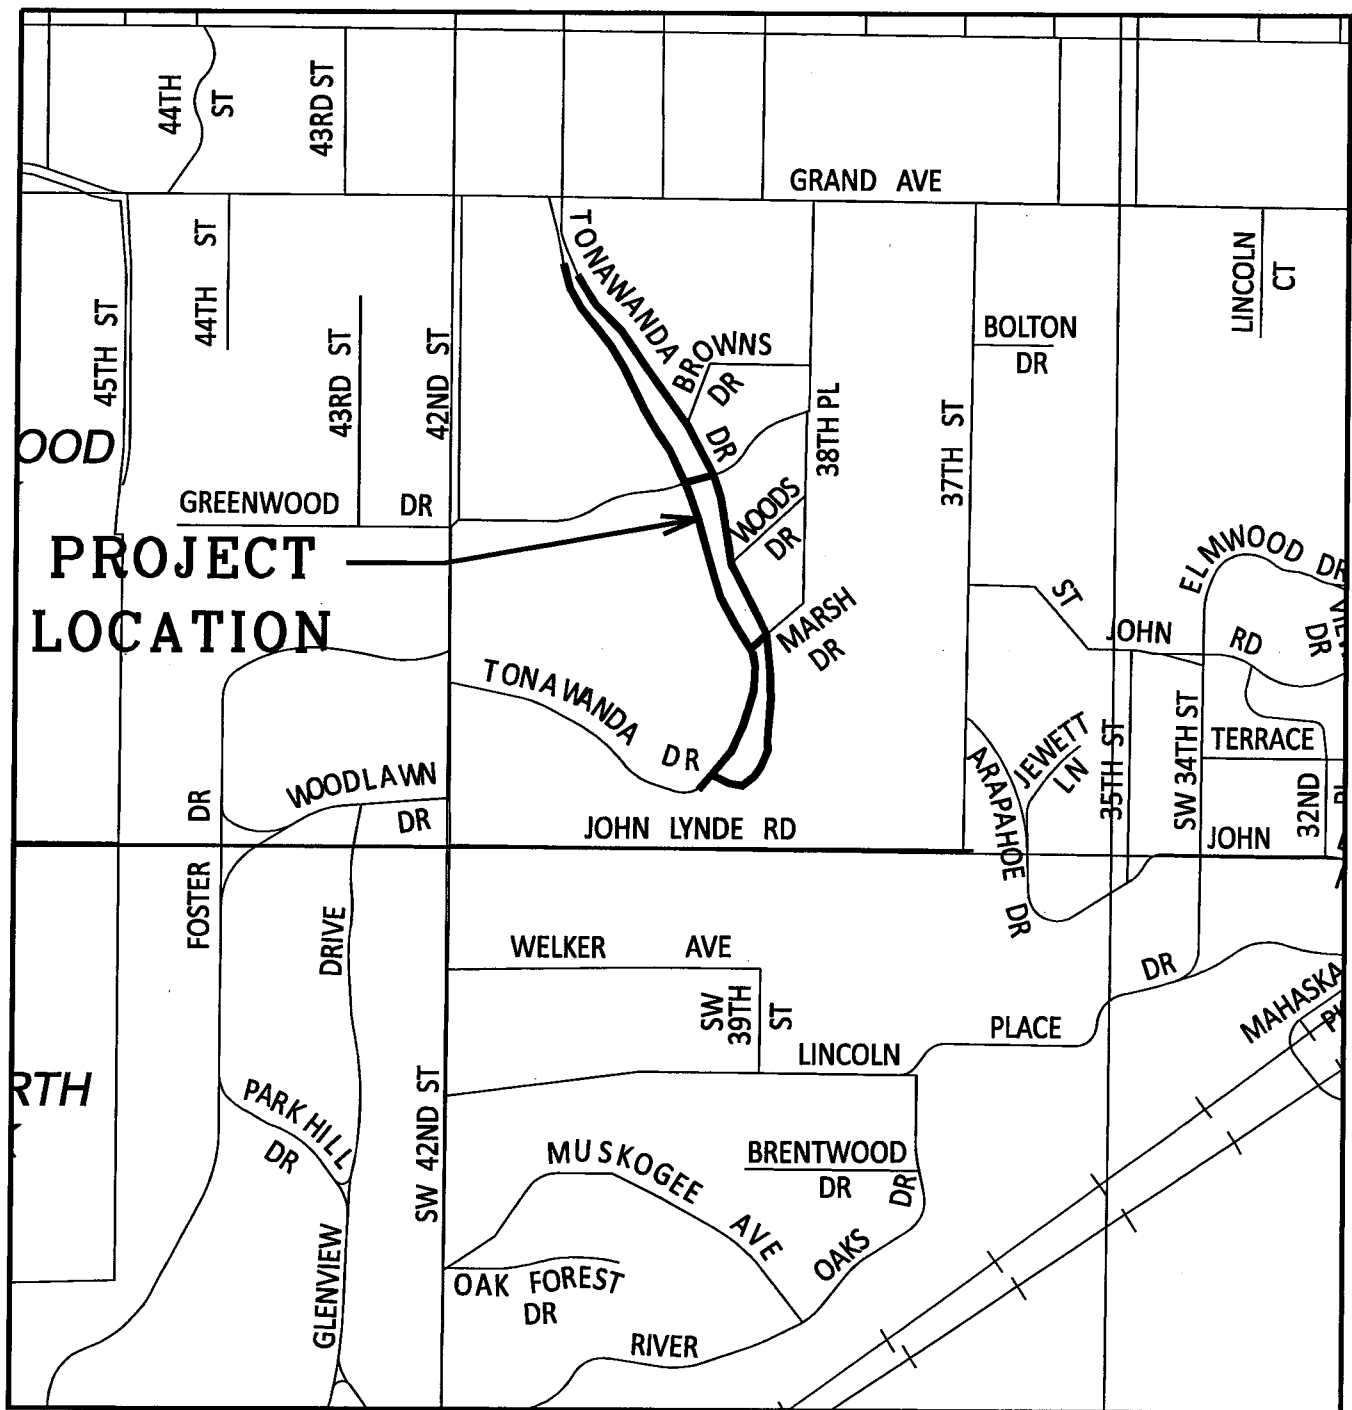 44TH
ST
43RD ST
GRAND AVE
44TH ST
45TH ST
43RD ST
42ND ST
TONAWANDA
DR
BROWNS
DR
38TH PL
37TH ST
BOLTON
DR
LINCOLN
CT
OOD
GREENWOOD DR
WOODS
DR
MARSH
DR
PROJECT
LOCATION
ST
JOHN
RD
ELMWOOD DR
VIEW
DR
TONAWANDA DR
WOODLAWN
DR
FOSTER DR
JOHN LYNDE RD
ARAPAHOE DR
JEWETT
LN
35TH ST
SW 34TH ST
TERRACE
32ND
JOHN
FOSTER
DRIVE
WELKER AVE
SW
39TH
ST
LINCOLN
PLACE
DR
MAHASKA
RTH
PARK HILL
DR
SW 42ND ST
MUSKOGEE
AVE
BRENTWOOD
DR
OAKS
DR
GLENVIEW
OAK FOREST
DR
RIVER